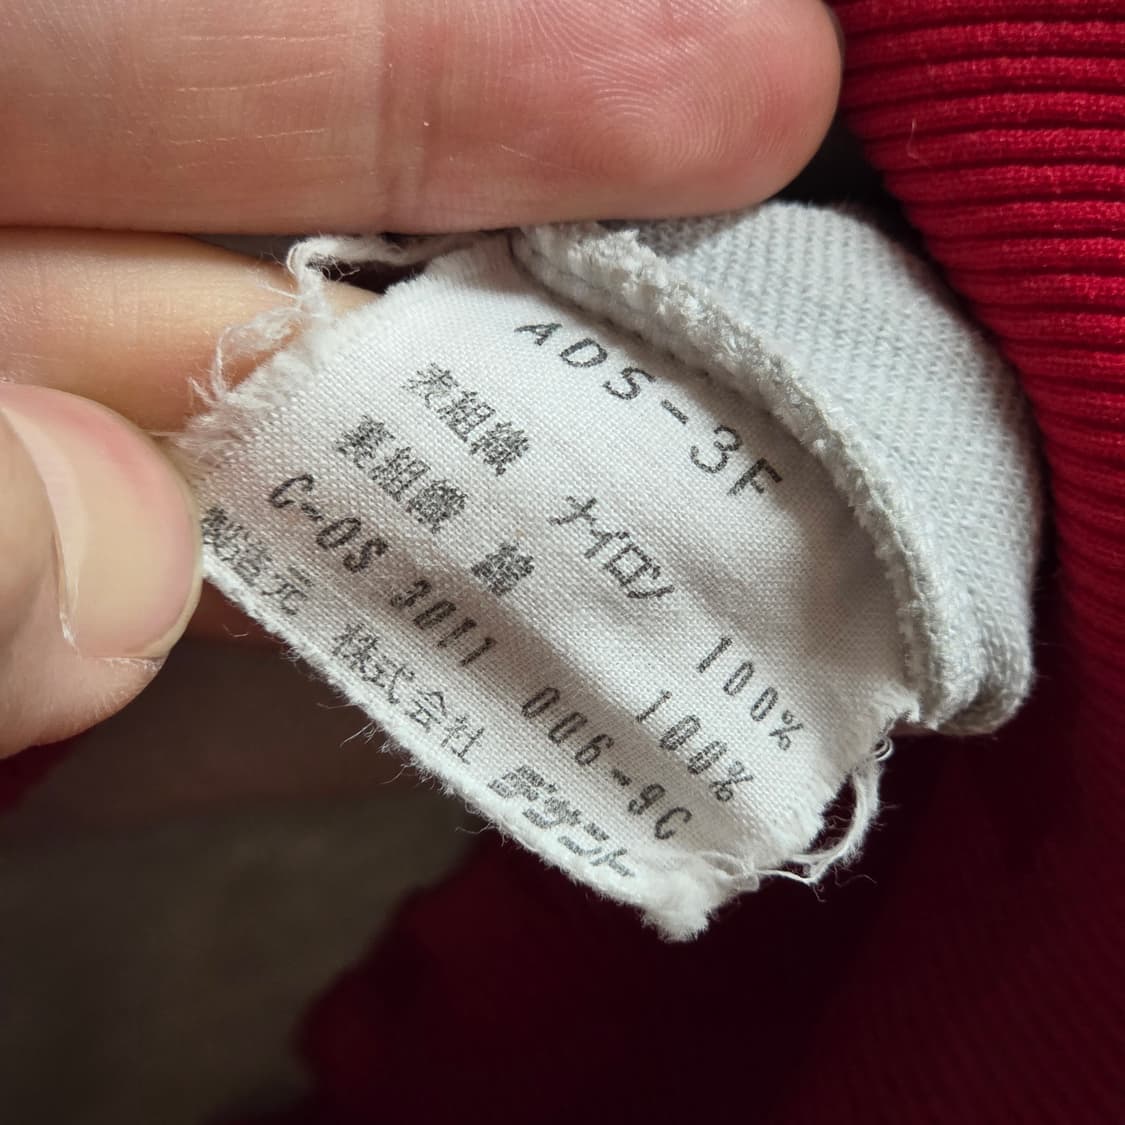 ADS-3F
表組織 ナイロン 100%
裏組織 綿 100%
C-OS 3011 006-9C
製造元 株式会社 デサント